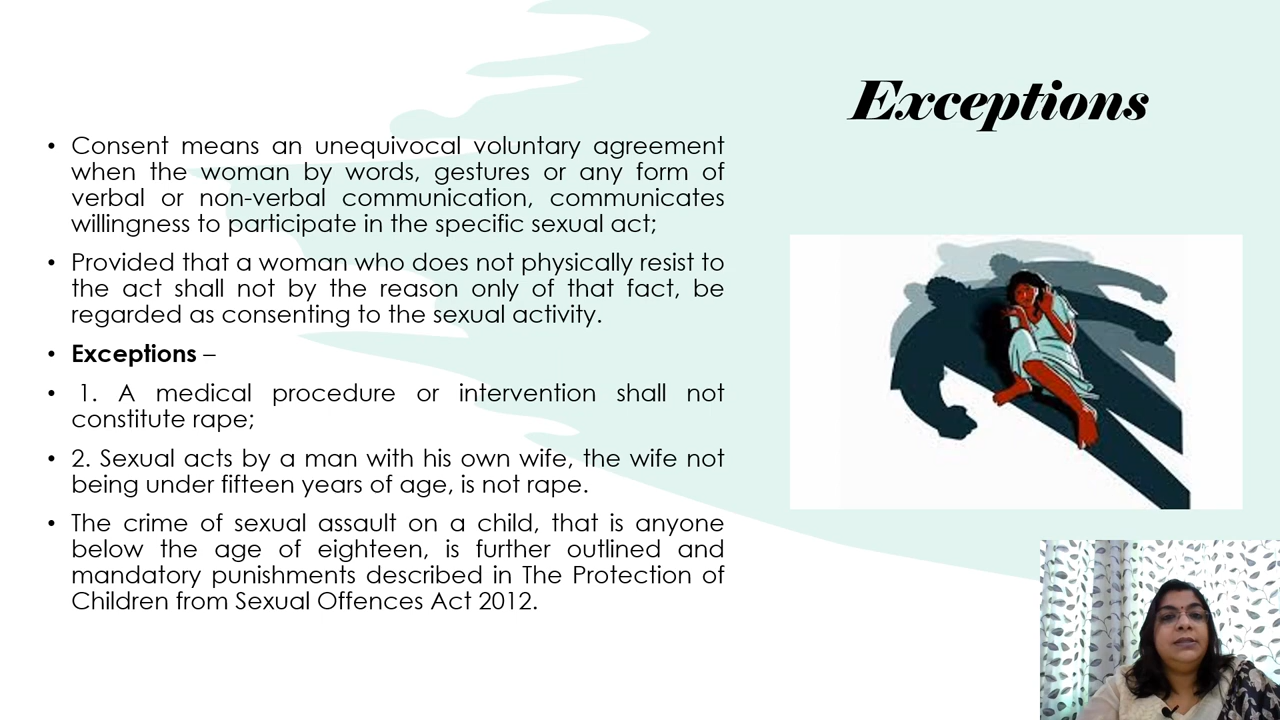 Exceptions
• Consent means an unequivocal voluntary agreement
when the woman by words, gestures or any form of
verbal or non-verbal communication, communicates
willingness to participate in the specific sexual act;
• Provided that a woman who does not physically resist to
the act shall not by the reason only of that fact, be
regarded as consenting to the sexual activity.
• Exceptions –
• 1. A medical procedure or intervention shall not
constitute rape;
• 2. Sexual acts by a man with his own wife, the wife not
being under fifteen years of age, is not rape.
• The crime of sexual assault on a child, that is anyone
below the age of eighteen, is further outlined and
mandatory punishments described in The Protection of
Children from Sexual Offences Act 2012.